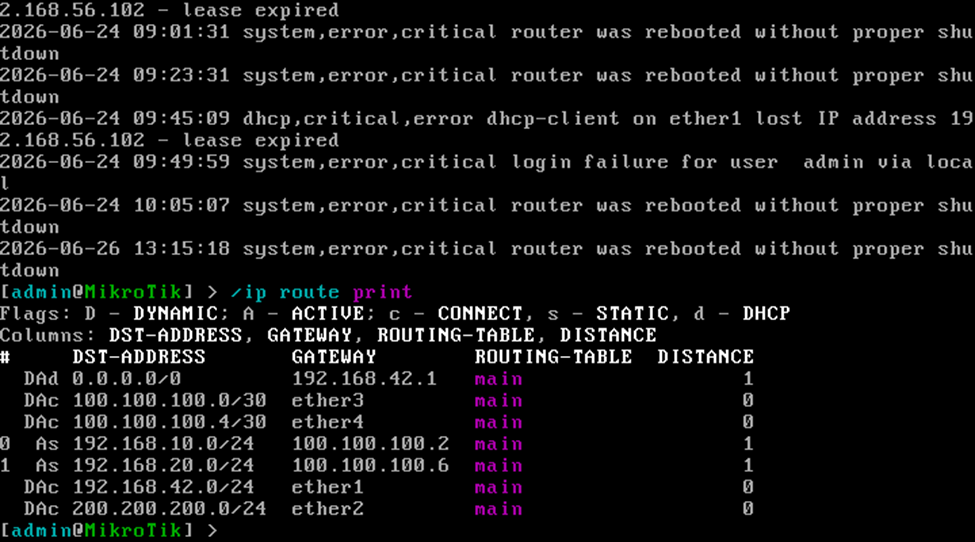 2.168.56.102 - lease expired
2026-06-24 09:01:31 system,error,critical router was rebooted without proper shu
tdown
2026-06-24 09:23:31 system,error,critical router was rebooted without proper shu
tdown
2026-06-24 09:45:09 dhcp,critical,error dhcp-client on ether1 lost IP address 19
2.168.56.102 - lease expired
2026-06-24 09:49:59 system,error,critical login failure for user  admin via loca
l
2026-06-24 10:05:07 system,error,critical router was rebooted without proper shu
tdown
2026-06-26 13:15:18 system,error,critical router was rebooted without proper shu
tdown
[admin@MikroTik] > /ip route print
Flags: D - DYNAMIC; A - ACTIVE; c - CONNECT, s - STATIC, d - DHCP
Columns: DST-ADDRESS, GATEWAY, ROUTING-TABLE, DISTANCE
#     DST-ADDRESS       GATEWAY         ROUTING-TABLE  DISTANCE
  DAd 0.0.0.0/0         192.168.42.1    main                  1
  DAc 100.100.100.0/30  ether3          main                  0
  DAc 100.100.100.4/30  ether4          main                  0
0  As 192.168.10.0/24   100.100.100.2   main                  1
1  As 192.168.20.0/24   100.100.100.6   main                  1
  DAc 192.168.42.0/24   ether1          main                  0
  DAc 200.200.200.0/24  ether2          main                  0
[admin@MikroTik] >